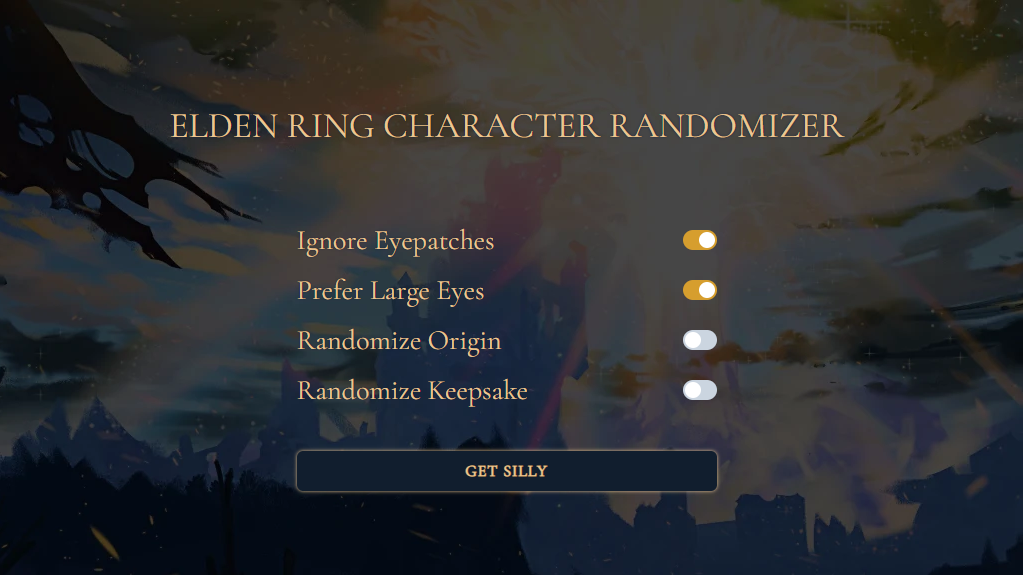 ELDEN RING CHARACTER RANDOMIZER
Ignore Eyepatches
Prefer Large Eyes
Randomize Origin
Randomize Keepsake
GET SILLY